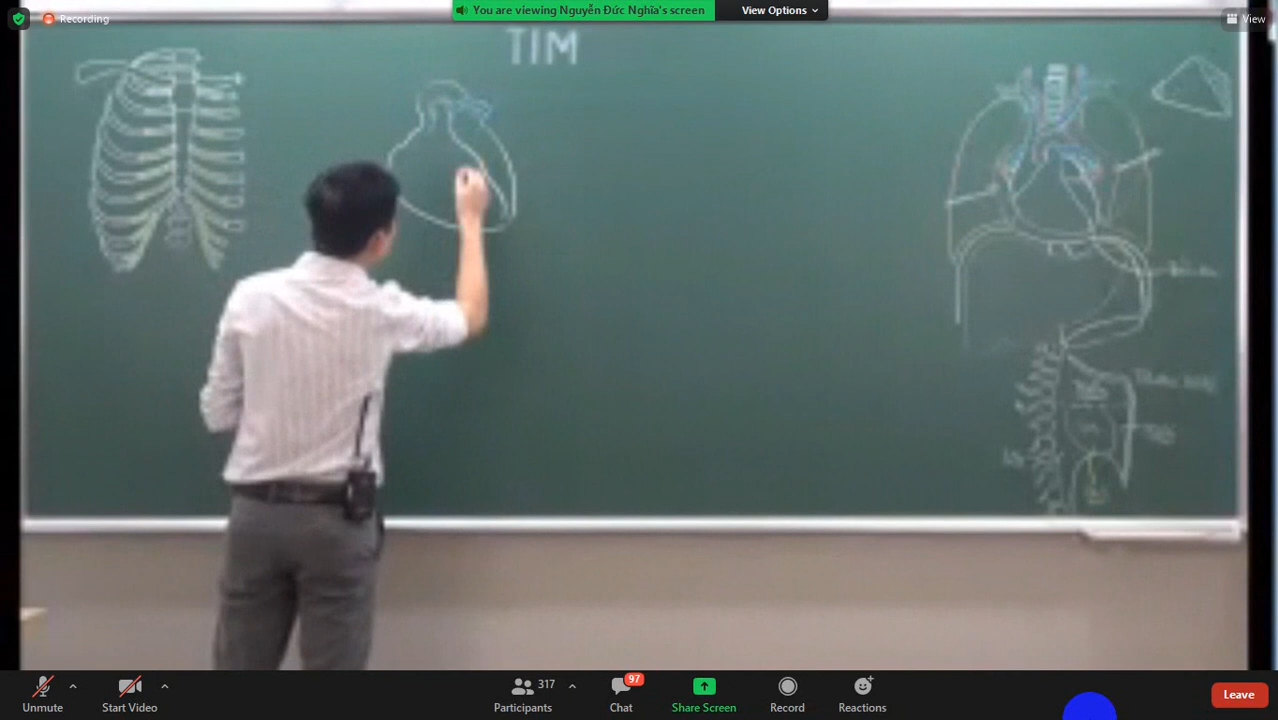 Recording
You are viewing Nguyễn Đức Nghĩa's screen
View Options
View
TIM
Unmute
Start Video
317
Participants
97
Chat
Share Screen
Record
Reactions
Leave